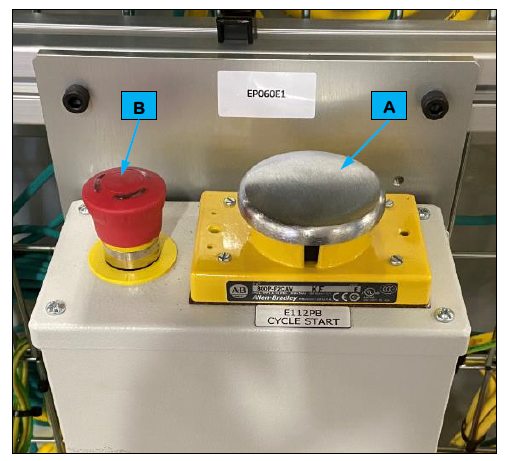 EP060E1
B
A
AB
Allen-Bradley
E112PB
CYCLE START